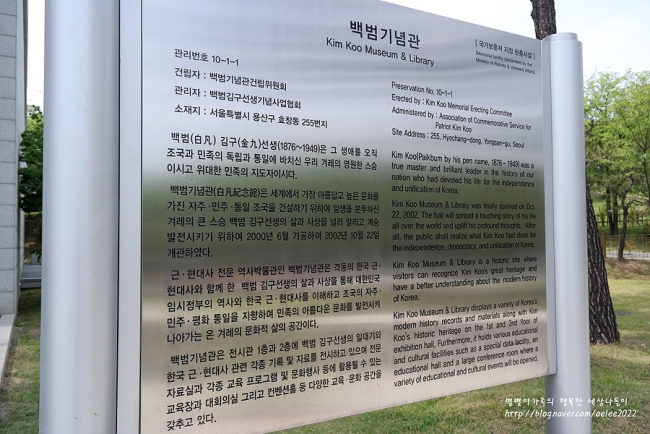 백범기념관
Kim Koo Museum & Library
[ 국가보훈처 지정 현충시설 ]
관리번호 10-1-1
건립자 : 백범기념관건립위원회
관리자 : 백범김구선생기념사업협회
소재지 : 서울특별시 용산구 효창동 255번지
백범(白凡) 김구(金九)선생(1876~1949)은 그 생애를 오직
조국과 민족의 독립과 통일에 바치신 우리 겨레의 영원한 스승
이시고 위대한 민족의 지도자이시다.
백범기념관(白凡紀念館)은 세계에서 가장 아름답고 높은 문화를
가진 자주·민주·통일 조국을 건설하기 위하여 일생을 분투하신
겨레의 큰 스승 백범 김구선생의 삶과 사상을 널리 알리고 계승
발전시키기 위하여 2000년 6월 기공하여 2002년 10월 22일
개관하였다.
근·현대사 전문 역사박물관인 백범기념관은 격동의 한국 근·
현대사와 함께 한 백범 김구선생의 삶과 사상을 통해 대한민국
임시정부의 역사와 한국 근·현대사를 이해하고 조국의 자주·
민주·평화 통일을 지향하며 민족의 아름다운 문화를 발전시켜
나아가는 온 겨레의 문화적 삶의 공간이다.
백범기념관은 전시관 1층과 2층에 백범 김구선생의 일대기와
한국 근·현대사 관련 각종 기록 및 자료를 전시하고 있으며 전문
자료실과 각종 교육 프로그램 및 문화행사 등에 활용될 수 있는
교육장과 대회의실 그리고 컨벤션홀 등 다양한 교육·문화 공간을
갖추고 있다.
Preservation No. 10-1-1
Erected by : Kim Koo Memorial Erecting Committee
Administered by : Association of Commemorative Service for
Patriot Kim Koo
Site Address : 255, Hyochang-dong, Yongsan-gu, Seoul
Kim Koo(Paikbum by his pen name, 1876~1949) was a
true master and brilliant leader in the history of our
nation who had devoted his life for the independence
and unification of Korea.
Kim Koo Museum & Library was finally opened on Oct.
22, 2002. The hall will spread a touching story of his life
all over the world and uplift his profound thoughts. After
all, the public shall realize what Kim Koo had done for
the independence, democracy, and unification of Korea.
Kim Koo Museum & Library is a historic site where
visitors can recognize Kim Koo's great heritage and
have a better understanding about the modern history
of Korea.
Kim Koo Museum & Library displays a variety of Korea's
modern history records and materials along with Kim
Koo's historic heritage on the 1st and 2nd floor of
exhibition hall. Furthermore, it holds various educational
and cultural facilities such as a special data facility, an
educational hall and a large conference room where a
variety of educational and cultural events will be opened.
범범이가족의 행복한 세상나들이
http://blog.naver.com/aelee2022